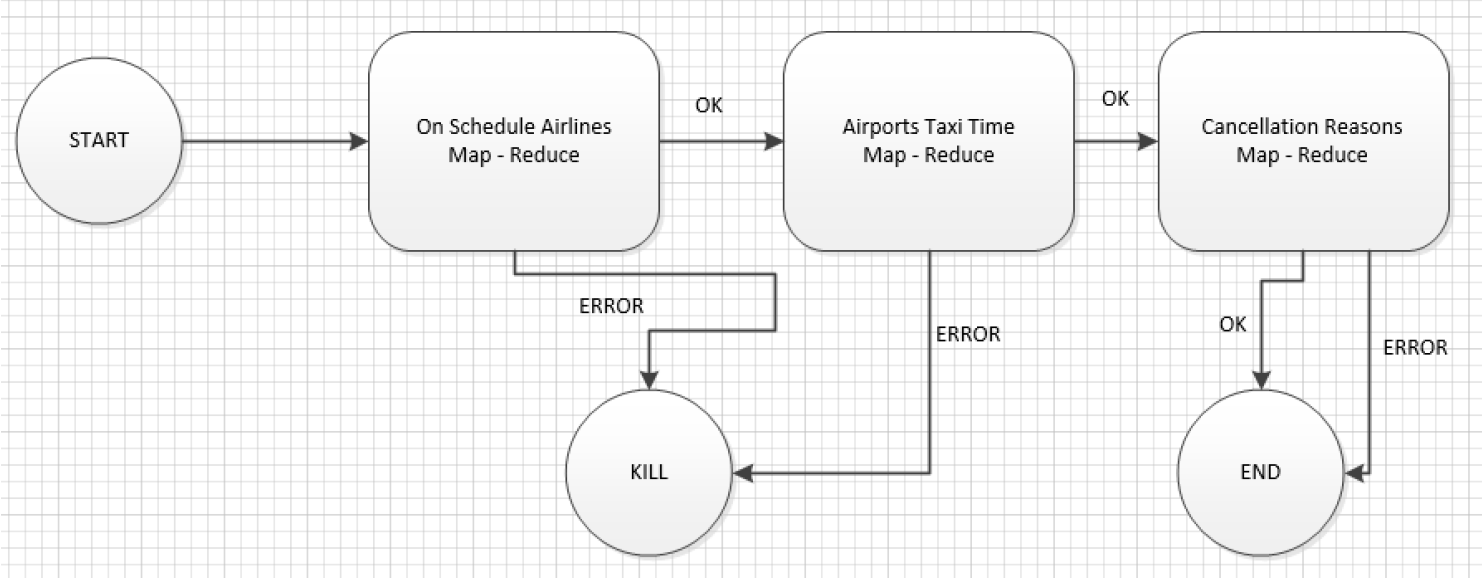 START
On Schedule Airlines
Map - Reduce
OK
Airports Taxi Time
Map - Reduce
OK
Cancellation Reasons
Map - Reduce
ERROR
ERROR
OK
ERROR
KILL
END